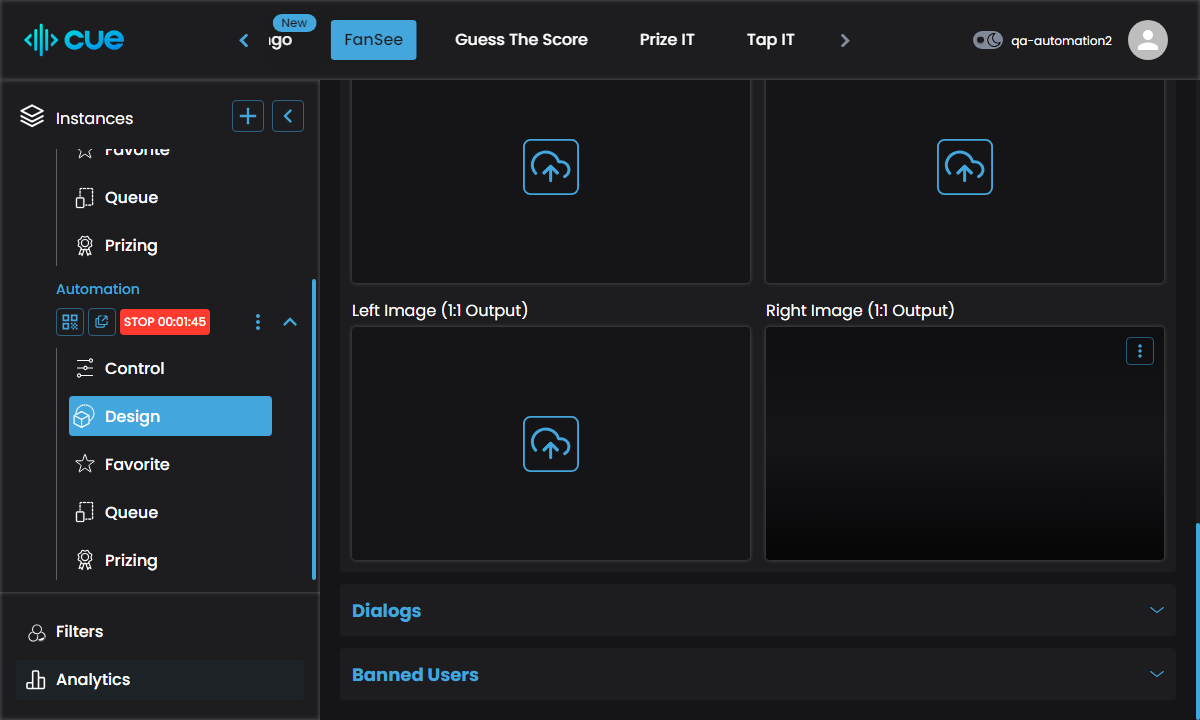 cue
New
FanSee
Guess The Score
Prize IT
Tap IT
qa-automation2
Instances
Favorite
Queue
Prizing
Automation
STOP 00:01:45
Control
Design
Favorite
Queue
Prizing
Filters
Analytics
Left Image (1:1 Output)
Right Image (1:1 Output)
Dialogs
Banned Users